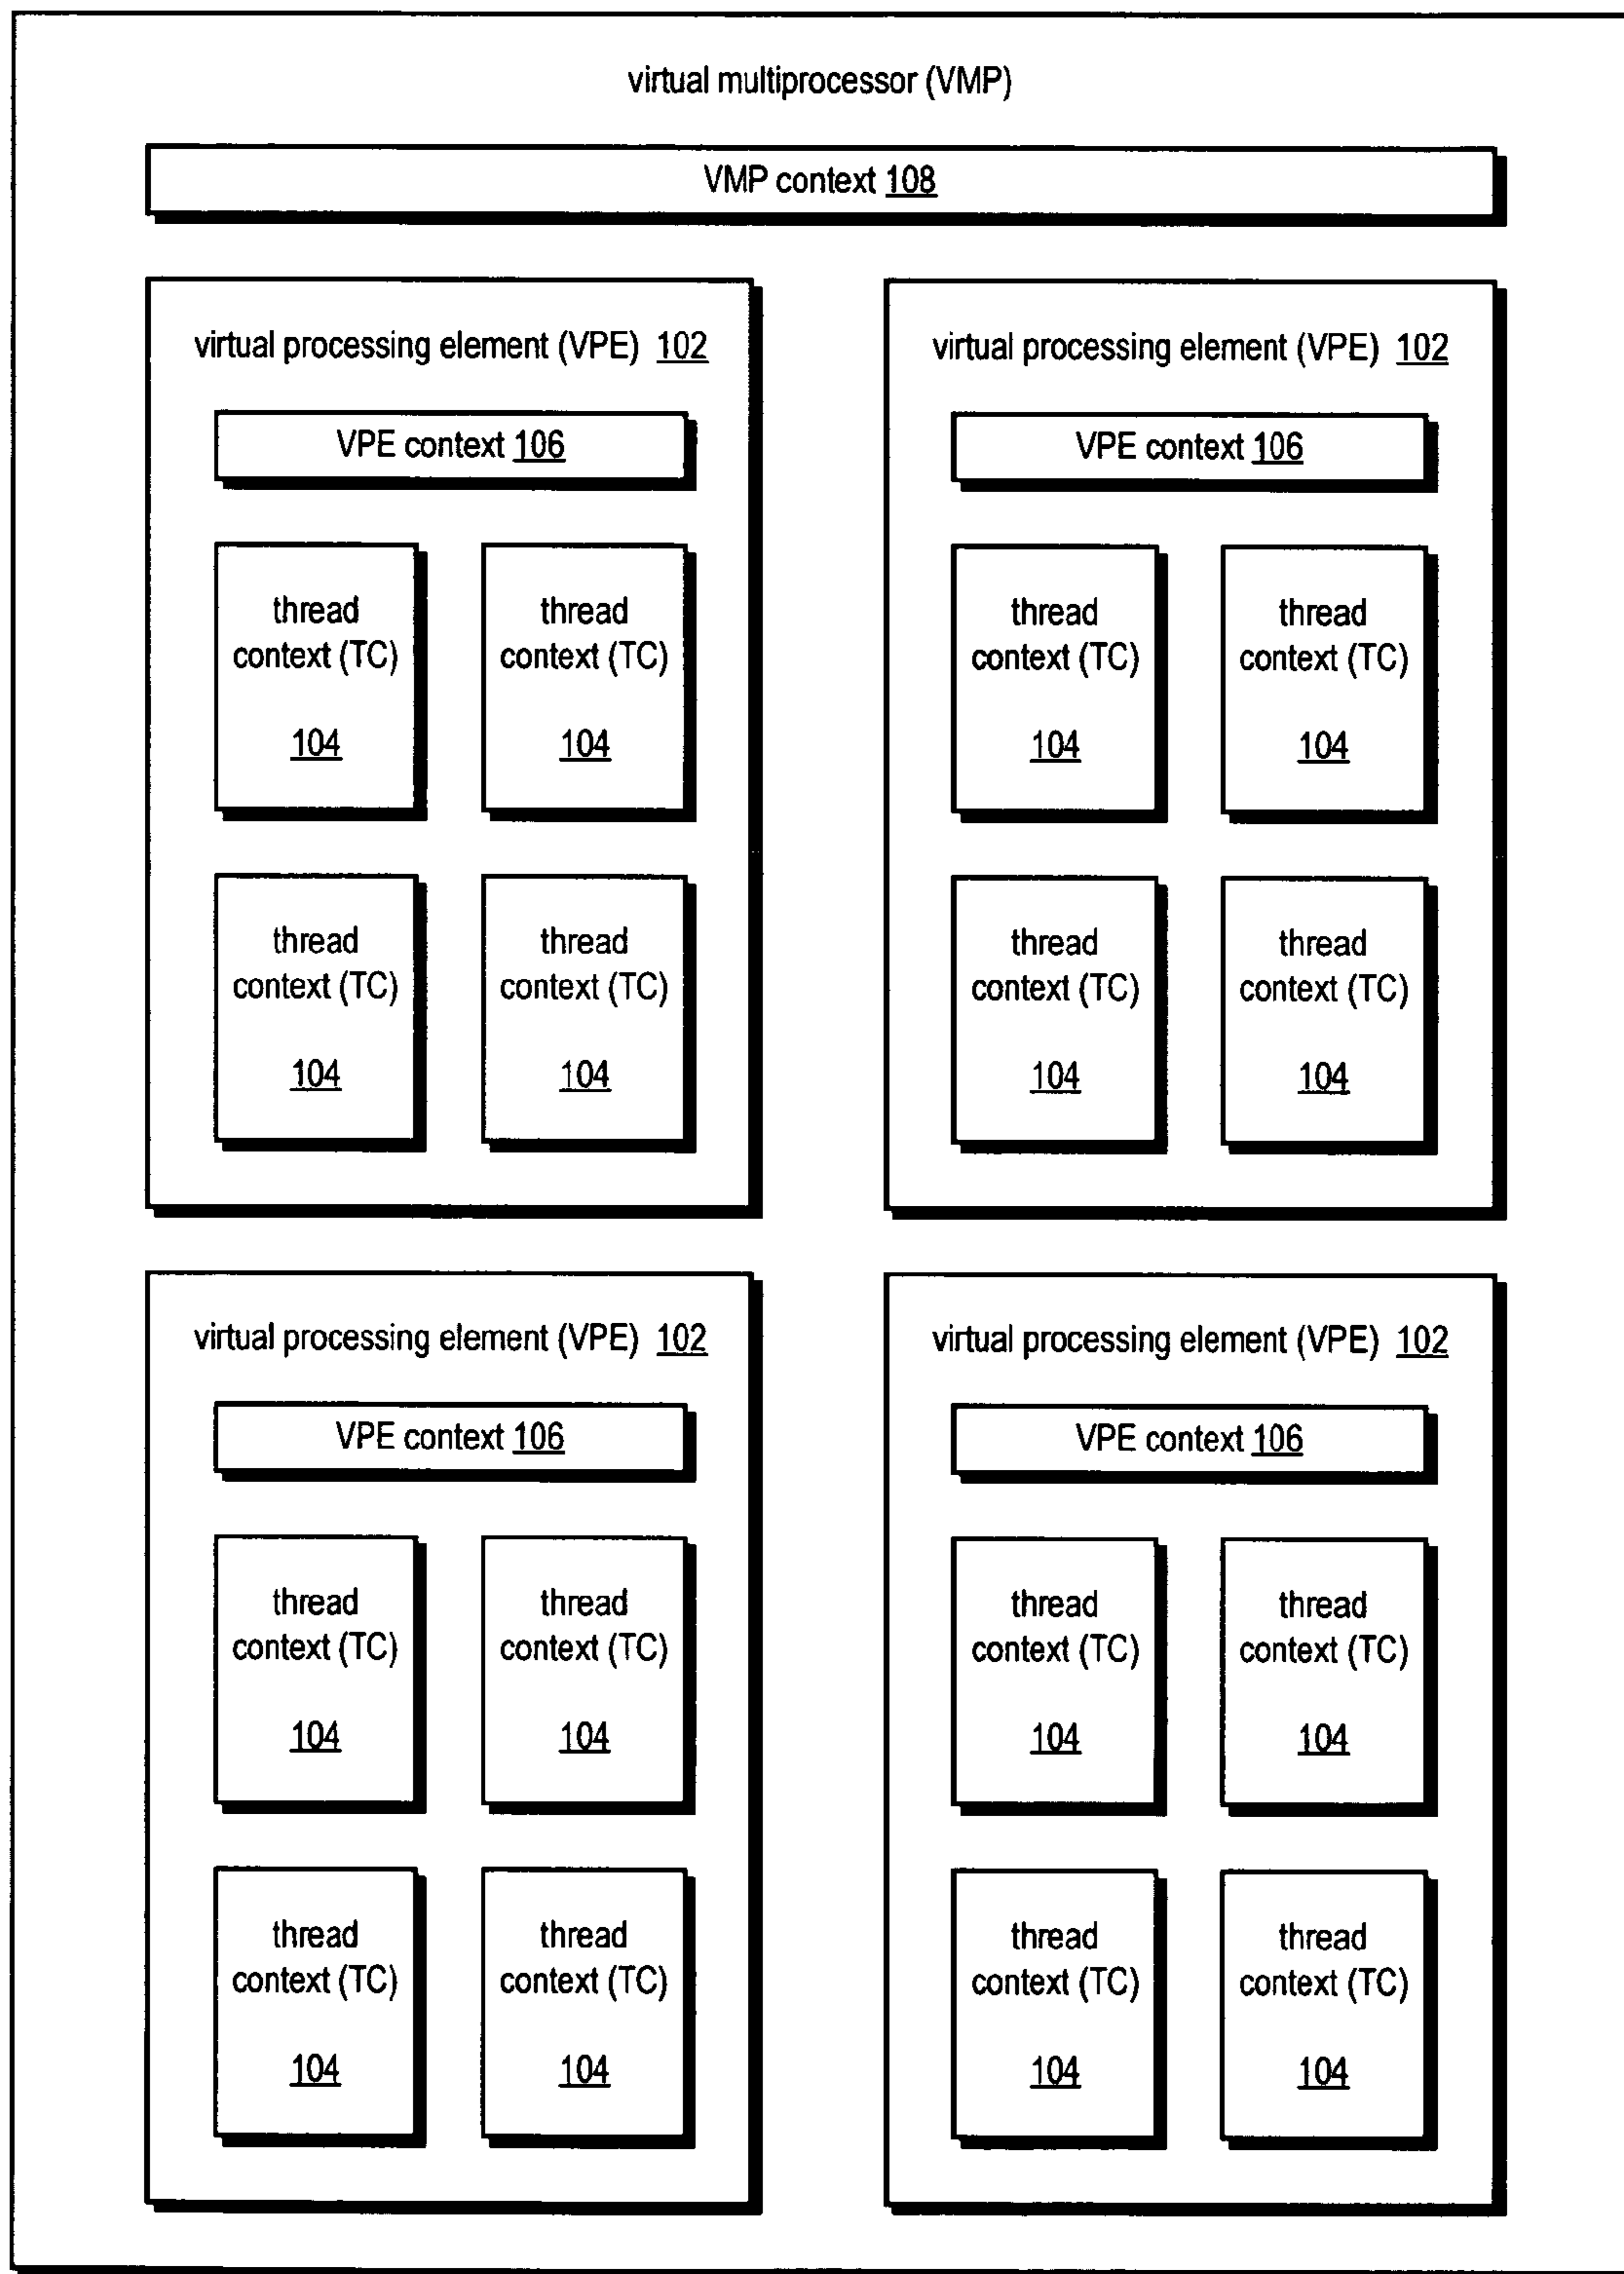 virtual multiprocessor (VMP)
VMP context 108
virtual processing element (VPE) 102
VPE context 106
thread
context (TC)
104
thread
context (TC)
104
thread
context (TC)
104
thread
context (TC)
104
virtual processing element (VPE) 102
VPE context 106
thread
context (TC)
104
thread
context (TC)
104
thread
context (TC)
104
thread
context (TC)
104
virtual processing element (VPE) 102
VPE context 106
thread
context (TC)
104
thread
context (TC)
104
thread
context (TC)
104
thread
context (TC)
104
virtual processing element (VPE) 102
VPE context 106
thread
context (TC)
104
thread
context (TC)
104
thread
context (TC)
104
thread
context (TC)
104